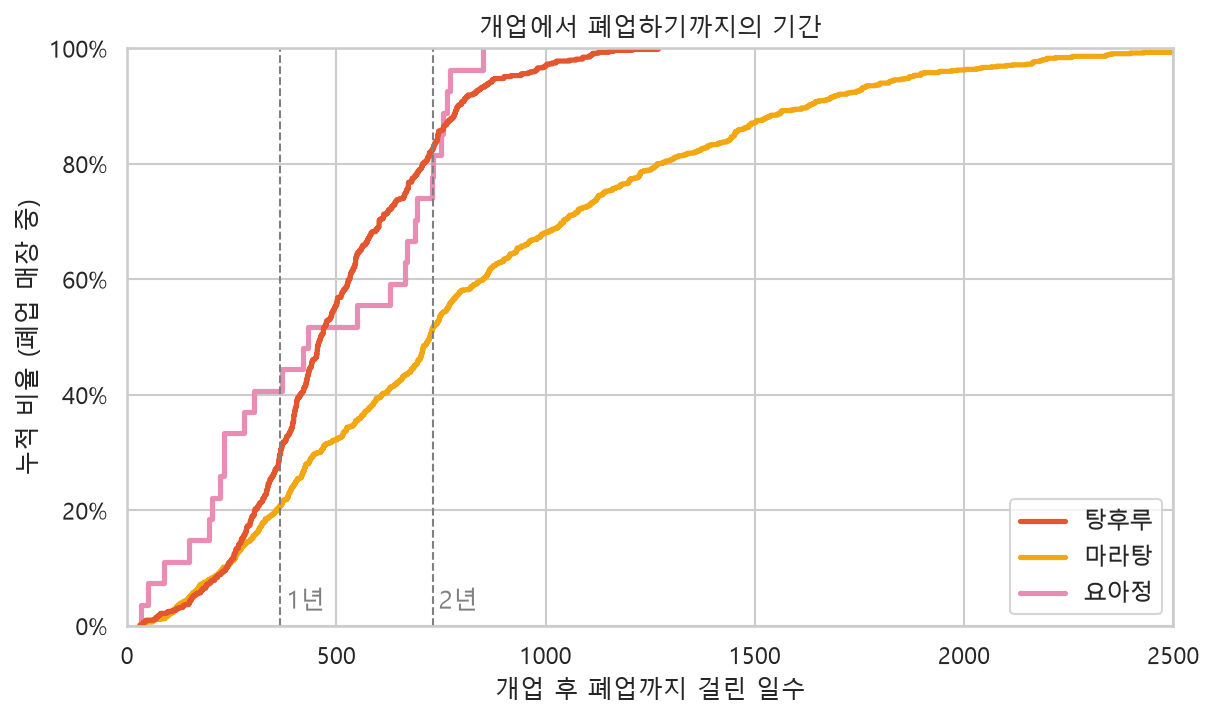 개업에서 폐업하기까지의 기간
누적 비율 (폐업 매장 중)
100%
80%
60%
40%
20%
0%
1년
2년
탕후루
마라탕
요아정
0
500
1000
1500
2000
2500
개업 후 폐업까지 걸린 일수